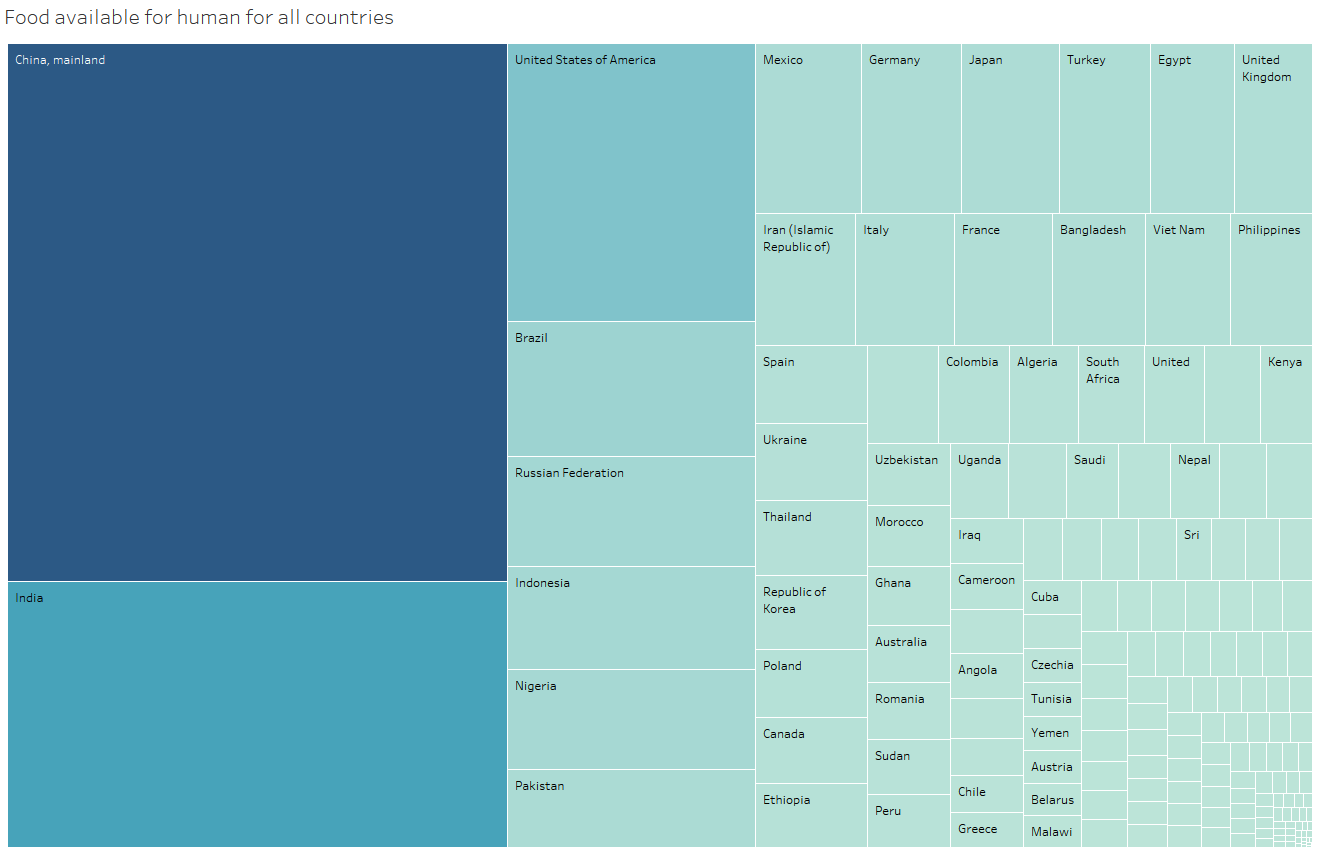 Food available for human for all countries
China, mainland
United States of America
Mexico
Germany
Japan
Turkey
Egypt
United
Kingdom
Iran (Islamic
Republic of)
Italy
France
Bangladesh
Viet Nam
Philippines
Brazil
Spain
Colombia
Algeria
South
Africa
United
Kenya
Ukraine
Uzbekistan
Uganda
Saudi
Nepal
Russian Federation
Thailand
Morocco
Iraq
Sri
Indonesia
Republic of
Korea
Ghana
Cameroon
Cuba
India
Australia
Poland
Angola
Czechia
Nigeria
Romania
Tunisia
Canada
Yemen
Sudan
Austria
Pakistan
Ethiopia
Peru
Chile
Belarus
Greece
Malawi